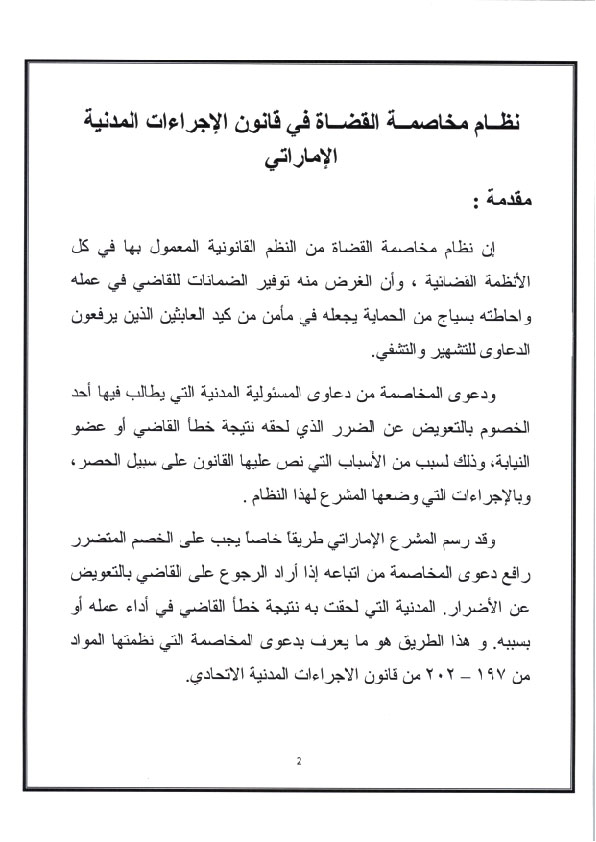 نظـام مخاصمـة القضـاة في قانون الإجراءات المدنية
الإماراتي
مقدمة :
إن نظام مخاصمة القضاة من النظم القانونية المعمول بها في كل
الأنظمة القضائية ، وأن الغرض منه توفير الضمانات للقاضي في عمله
واحاطته بسياج من الحماية يجعله في مأمن من كيد العابثين الذين يرفعون
الدعاوى للتشهير والتشفي.
ودعوى المخاصمة من دعاوى المسئولية المدنية التي يطالب فيها أحد
الخصوم بالتعويض عن الضرر الذي لحقه نتيجة خطأ القاضي أو عضو
النيابة، وذلك لسبب من الأسباب التي نص عليها القانون على سبيل الحصر،
وبالإجراءات التي وضعها المشرع لهذا النظام .
وقد رسم المشرع الإماراتي طريقاً خاصاً يجب على الخصم المتضرر
رافع دعوى المخاصمة من اتباعه إذا أراد الرجوع على القاضي بالتعويض
عن الأضرار. المدنية التي لحقت به نتيجة خطأ القاضي في أداء عمله أو
بسببه. و هذا الطريق هو ما يعرف بدعوى المخاصمة التي نظمتها المواد
من ١٩٧ – ٢٠٢ من قانون الاجراءات المدنية الاتحادي.
2